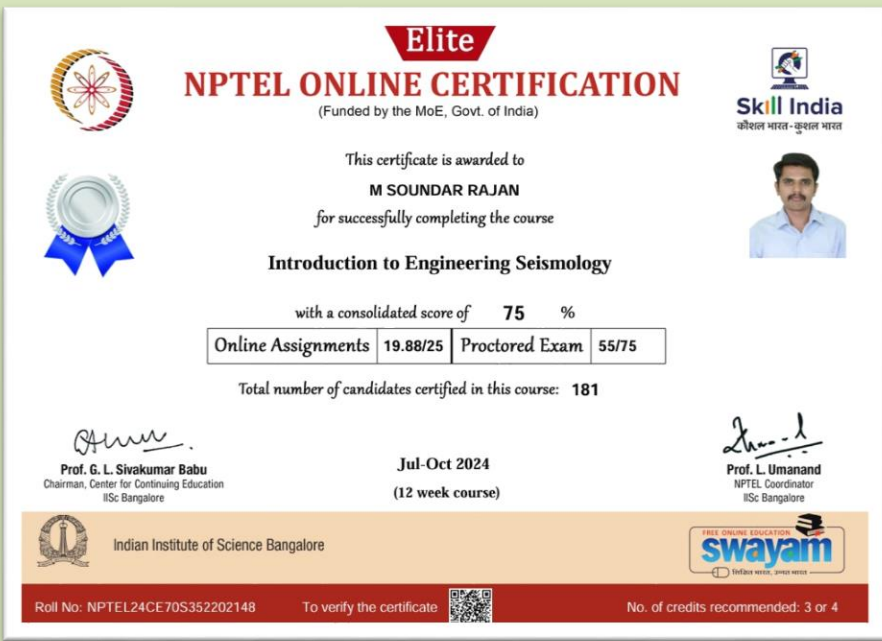 Elite
NPTEL ONLINE CERTIFICATION
(Funded by the MoE, Govt. of India)
Skill India
कौशल भारत-कुशल भारत
This certificate is awarded to
M SOUNDAR RAJAN
for successfully completing the course
Introduction to Engineering Seismology
with a consolidated score of 75 %
Online Assignments 19.88/25 Proctored Exam 55/75
Total number of candidates certified in this course: 181
Prof. G. L. Sivakumar Babu
Chairman, Center for Continuing Education
IISc Bangalore
Jul-Oct 2024
(12 week course)
Prof. L. Umanand
NPTEL Coordinator
IISc Bangalore
Indian Institute of Science Bangalore
FREE ONLINE EDUCATION
swayam
शिक्षित भारत, उन्नत भारत
Roll No: NPTEL24CE70S352202148
To verify the certificate
No. of credits recommended: 3 or 4